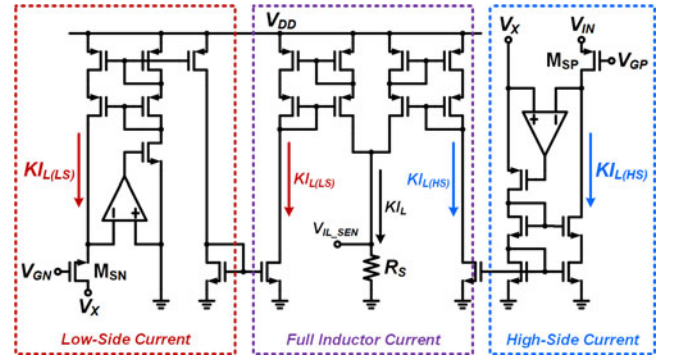 V_DD
V_X
V_IN
M_SP
V_GP
+
-
KI_L(LS)
KI_L(LS)
KI_L(HS)
KI_L(HS)
KI_L
-
+
V_IL_SEN
R_S
V_GN
M_SN
V_X
Low-Side Current
Full Inductor Current
High-Side Current